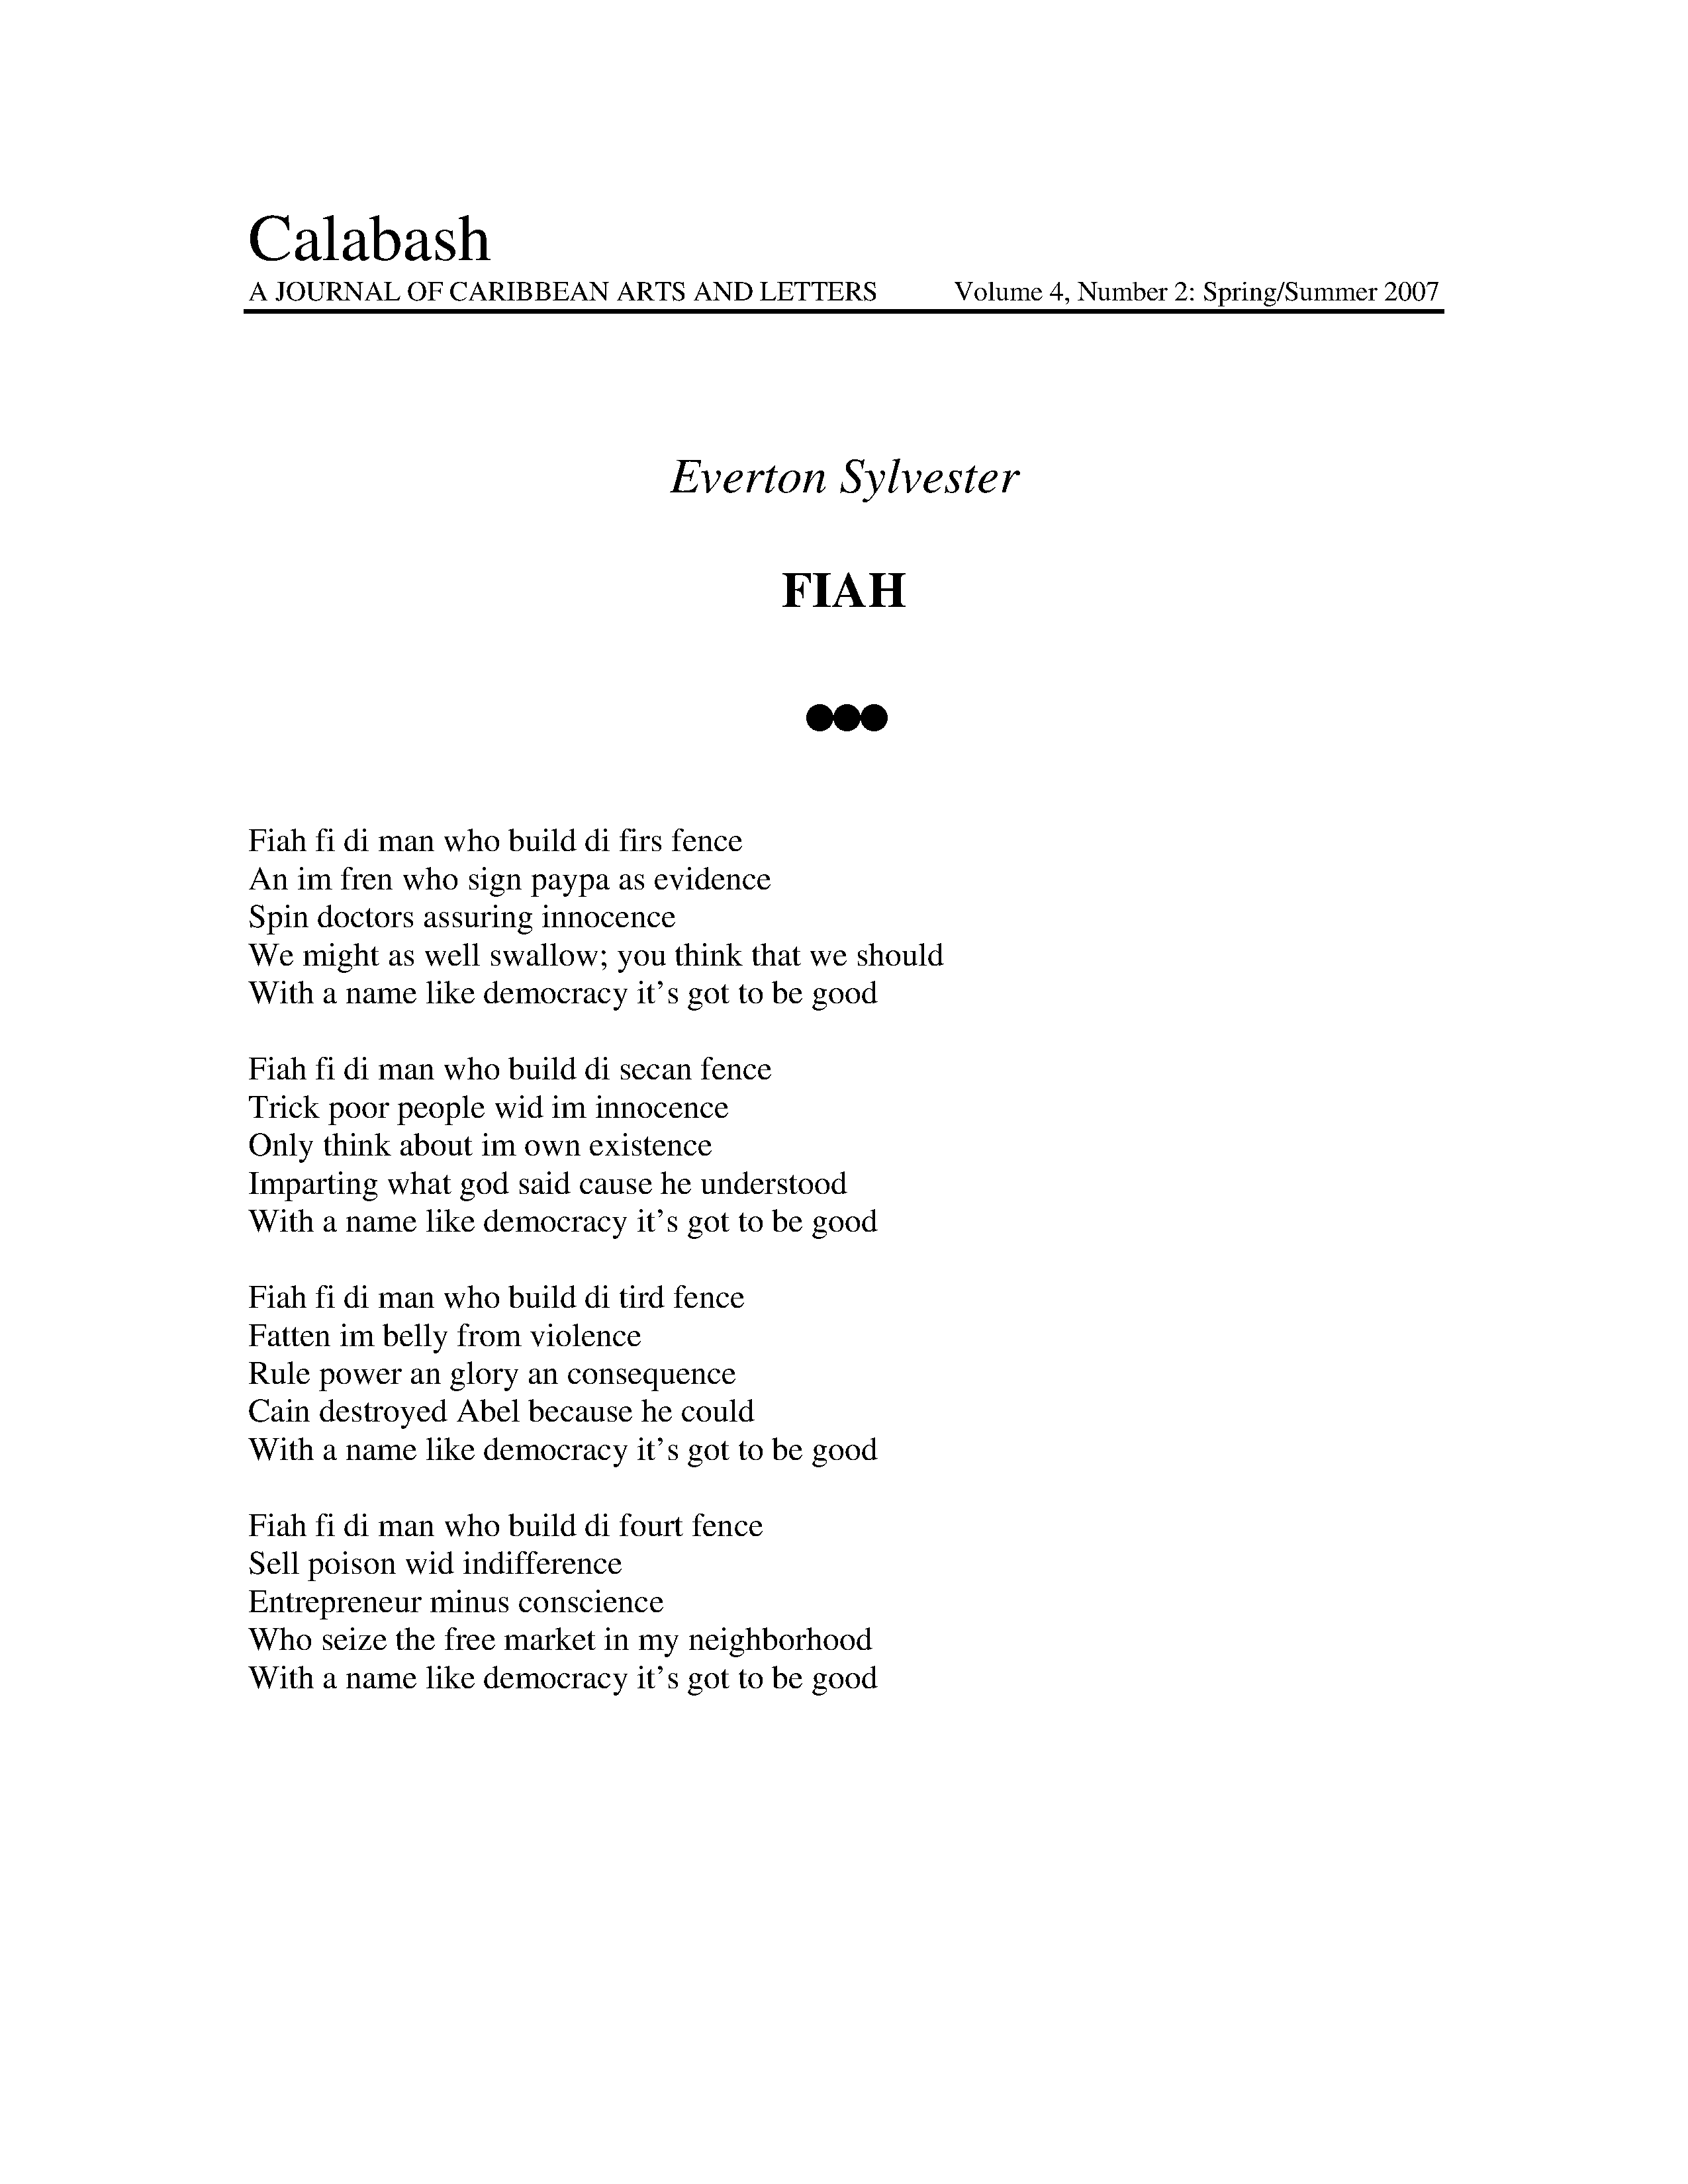 Calabash
A JOURNAL OF CARIBBEAN ARTS AND LETTERS Volume 4, Number 2: Spring/Summer 2007
Everton Sylvester
FIAH
Fiah fi di man who build di firs fence
An im fren who sign paypa as evidence
Spin doctors assuring innocence
We might as well swallow; you think that we should
With a name like democracy it's got to be good
Fiah fi di man who build di secan fence
Trick poor people wid im innocence
Only think about im own existence
Imparting what god said cause he understood
With a name like democracy it's got to be good
Fiah fi di man who build di tird fence
Fatten im belly from violence
Rule power an glory an consequence
Cain destroyed Abel because he could
With a name like democracy it's got to be good
Fiah fi di man who build di fourt fence
Sell poison wid indifference
Entrepreneur minus conscience
Who seize the free market in my neighborhood
With a name like democracy it's got to be good